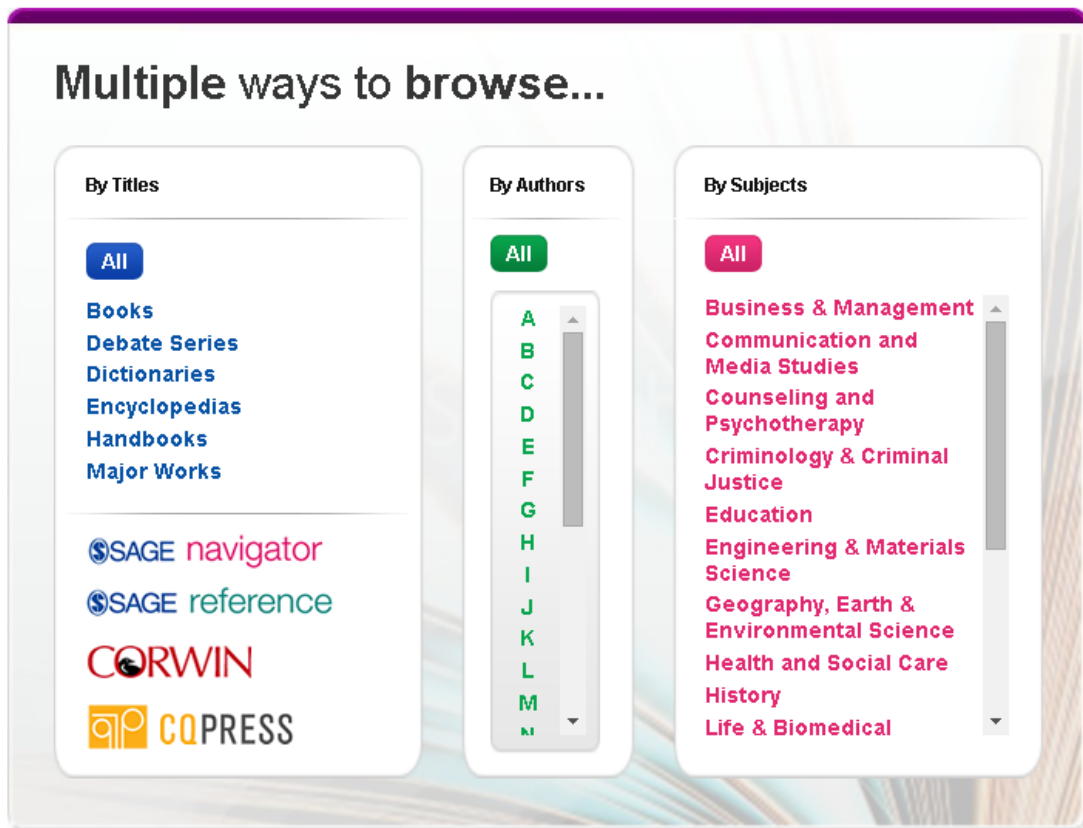 Multiple ways to browse...
By Titles
All
Books
Debate Series
Dictionaries
Encyclopedias
Handbooks
Major Works
SAGE navigator
SAGE reference
CORWIN
CQPRESS
By Authors
All
A
B
C
D
E
F
G
H
I
J
K
L
M
N
By Subjects
All
Business & Management
Communication and
Media Studies
Counseling and
Psychotherapy
Criminology & Criminal
Justice
Education
Engineering & Materials
Science
Geography, Earth &
Environmental Science
Health and Social Care
History
Life & Biomedical